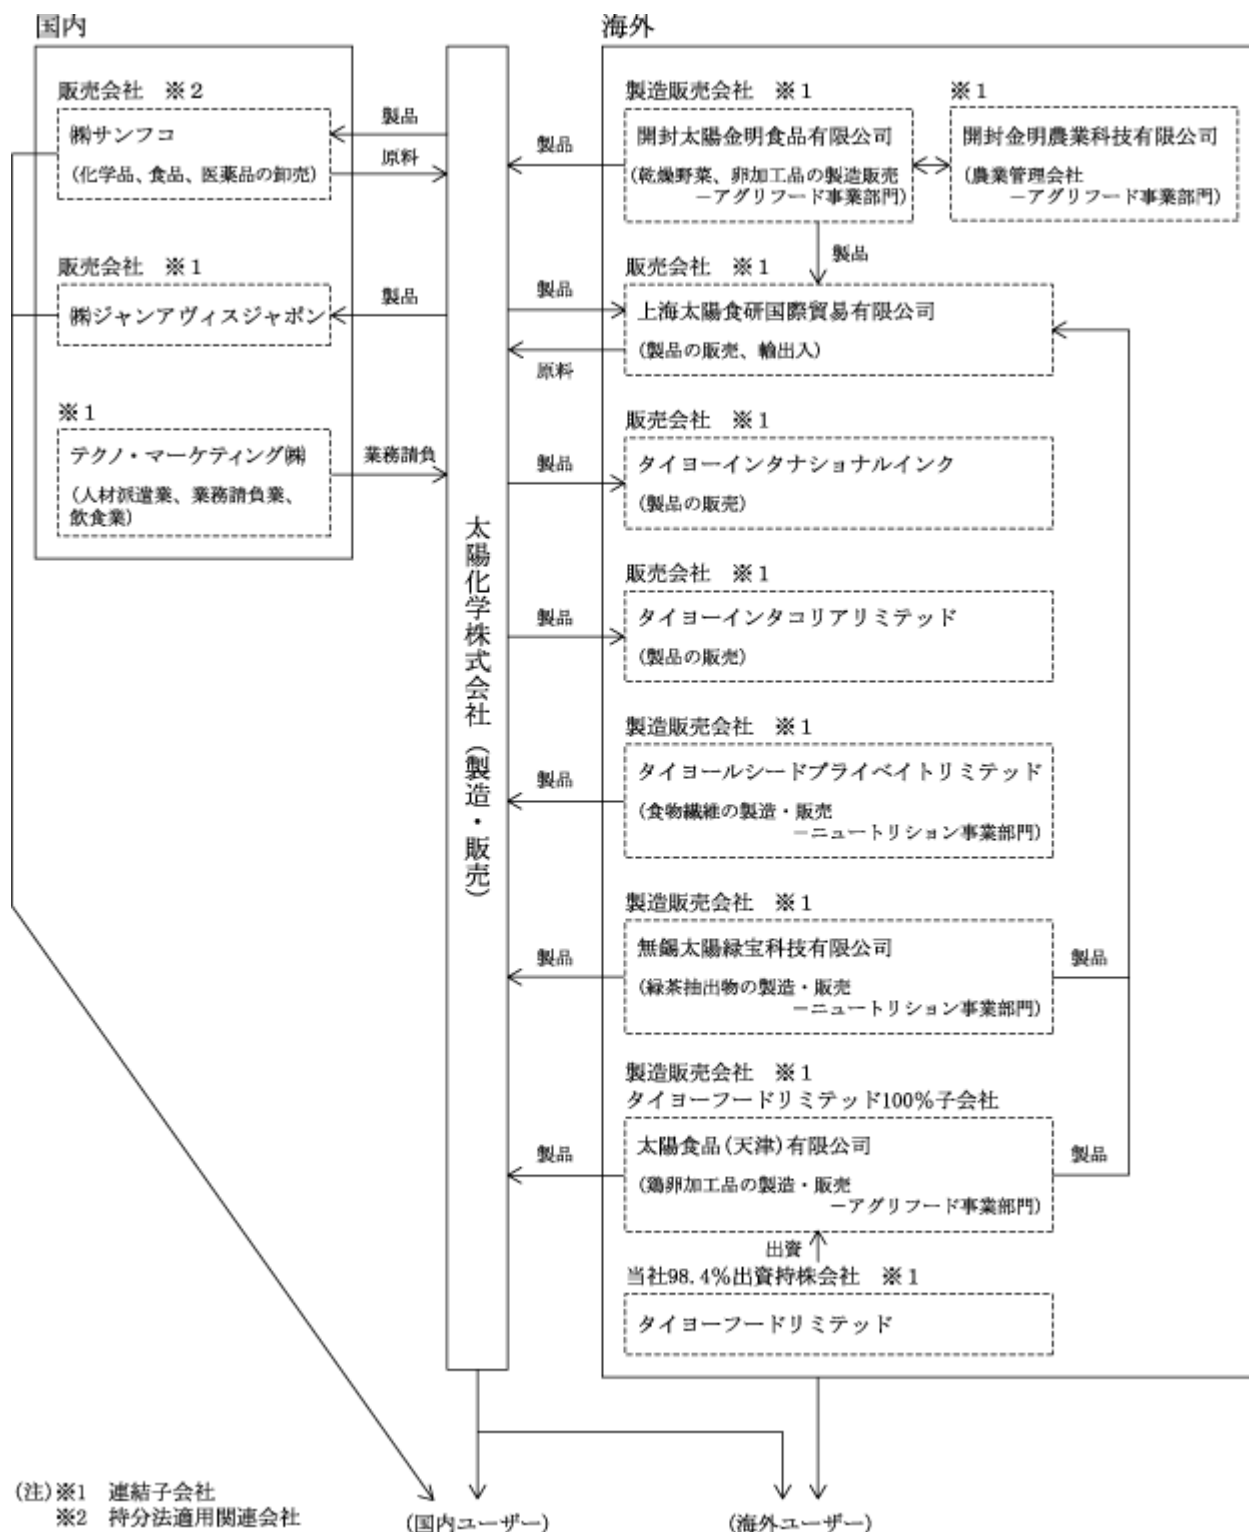 国内
販売会社　※２
㈱サンフコ
(化学品、食品、医薬品の卸売)
製品
原料
販売会社　※１
㈱ジャンアヴィスジャポン
製品
※１
テクノ・マーケティング㈱
(人材派遣業、業務請負業、
飲食業)
業務請負
太陽化学株式会社（製造・販売）
海外
製造販売会社　※１
開封太陽金明食品有限公司
(乾燥野菜、卵加工品の製造販売
－アグリフード事業部門)
製品
※１
開封金明農業科技有限公司
(農業管理会社
－アグリフード事業部門)
製品
販売会社　※１
上海太陽食研国際貿易有限公司
(製品の販売、輸出入)
製品
原料
販売会社　※１
タイヨーインタナショナルインク
(製品の販売)
製品
販売会社　※１
タイヨーインタコリアリミテッド
(製品の販売)
製品
製造販売会社　※１
タイヨールシードプライベイトリミテッド
(食物繊維の製造・販売
－ニュートリション事業部門)
製品
製造販売会社　※１
無錫太陽緑宝科技有限公司
(緑茶抽出物の製造・販売
－ニュートリション事業部門)
製品
製品
製造販売会社　※１
タイヨーフードリミテッド100％子会社
太陽食品(天津)有限公司
(鶏卵加工品の製造・販売
－アグリフード事業部門)
製品
製品
出資
当社98.4％出資持株会社　※１
タイヨーフードリミテッド
(注)※1　連結子会社
※2　持分法適用関連会社
(国内ユーザー)
(海外ユーザー)